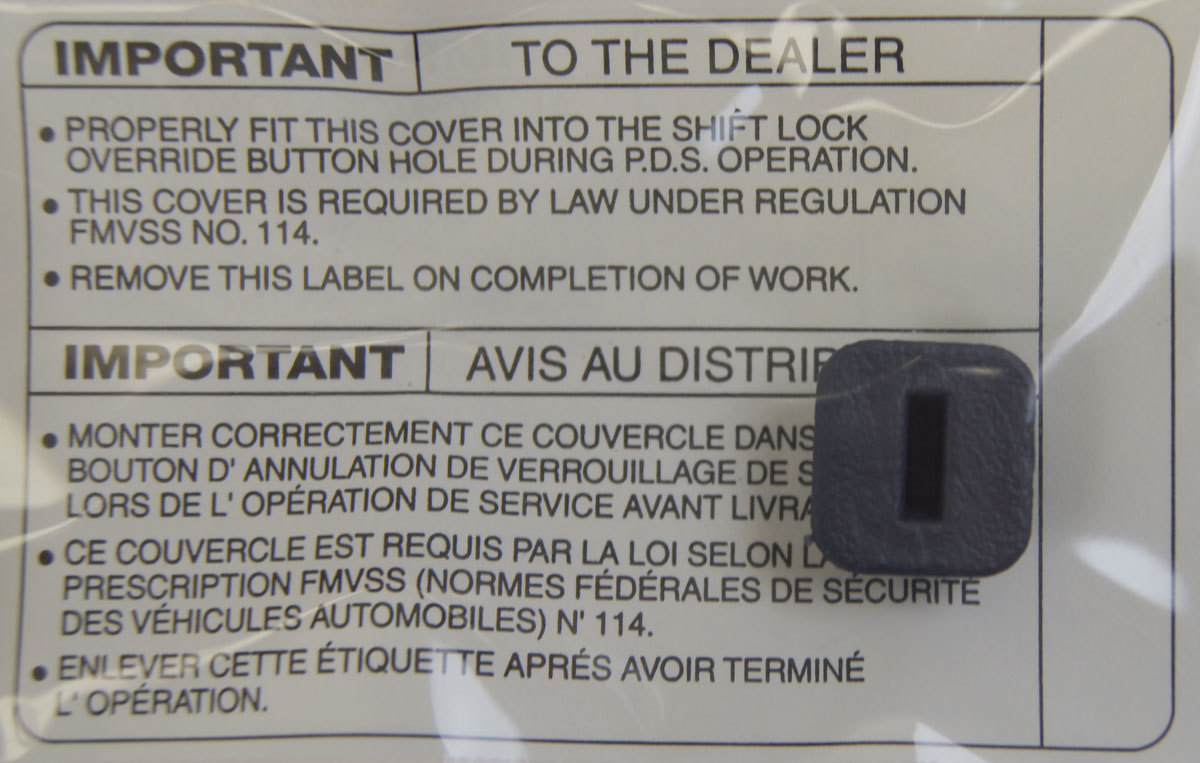 IMPORTANT TO THE DEALER
• PROPERLY FIT THIS COVER INTO THE SHIFT LOCK
OVERRIDE BUTTON HOLE DURING P.D.S. OPERATION.
• THIS COVER IS REQUIRED BY LAW UNDER REGULATION
FMVSS NO. 114.
• REMOVE THIS LABEL ON COMPLETION OF WORK.
IMPORTANT AVIS AU
• MONTER CORRECTEMENT CE COUVERCLE DANS
BOUTON D' ANNULATION DE VERROUILLAGE DE
LORS DE L' OPÉRATION DE SERVICE AVANT
• CE COUVERCLE EST REQUIS PAR LA LOI SELON
PRESCRIPTION FMVSS (NORMES FÉDÉRALES DE SÉCURITÉ
DES VÉHICULES AUTOMOBILES) N' 114.
• ENLEVER CETTE ÉTIQUETTE APRÉS AVOIR TERMINÉ
L' OPÉRATION.